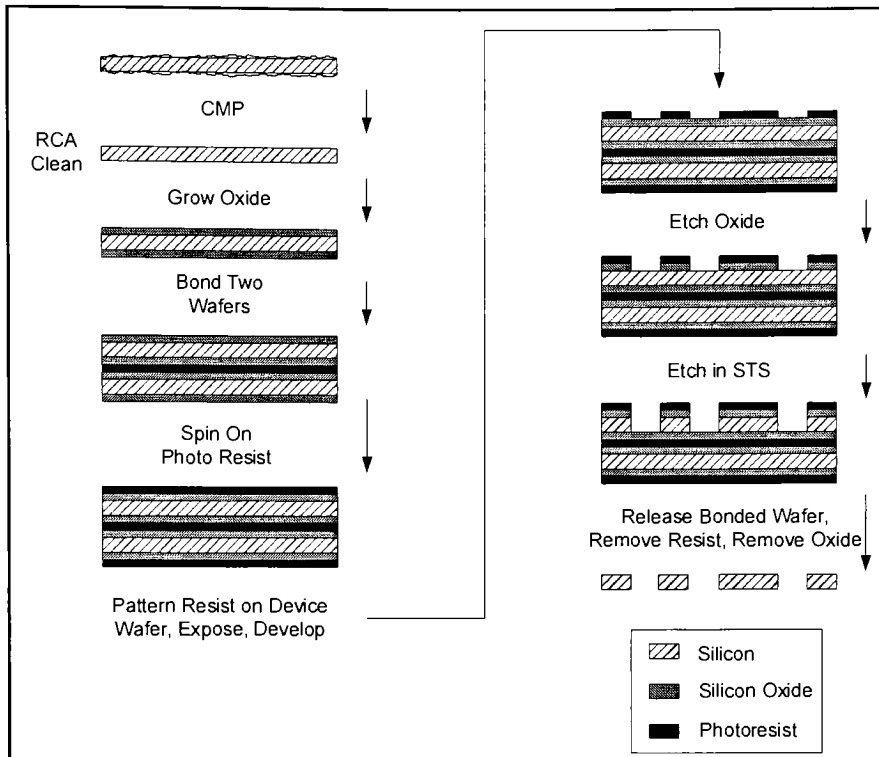 CMP
RCA
Clean
Grow Oxide
Bond Two
Wafers
Spin On
Photo Resist
Pattern Resist on Device
Wafer, Expose, Develop
Etch Oxide
Etch in STS
Release Bonded Wafer,
Remove Resist, Remove Oxide
Silicon
Silicon Oxide
Photoresist